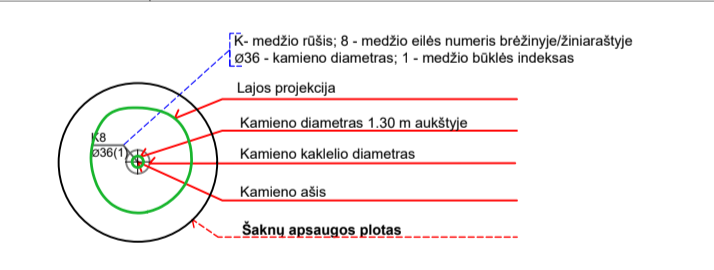 K- medžio rūšis; 8 - medžio eilės numeris brėžinyje/žiniaraštyje
ø36 - kamieno diametras; 1 - medžio būklės indeksas
Lajos projekcija
Kamieno diametras 1.30 m aukštyje
K8
ø36(1)
Kamieno kaklelio diametras
Kamieno ašis
Šaknų apsaugos plotas